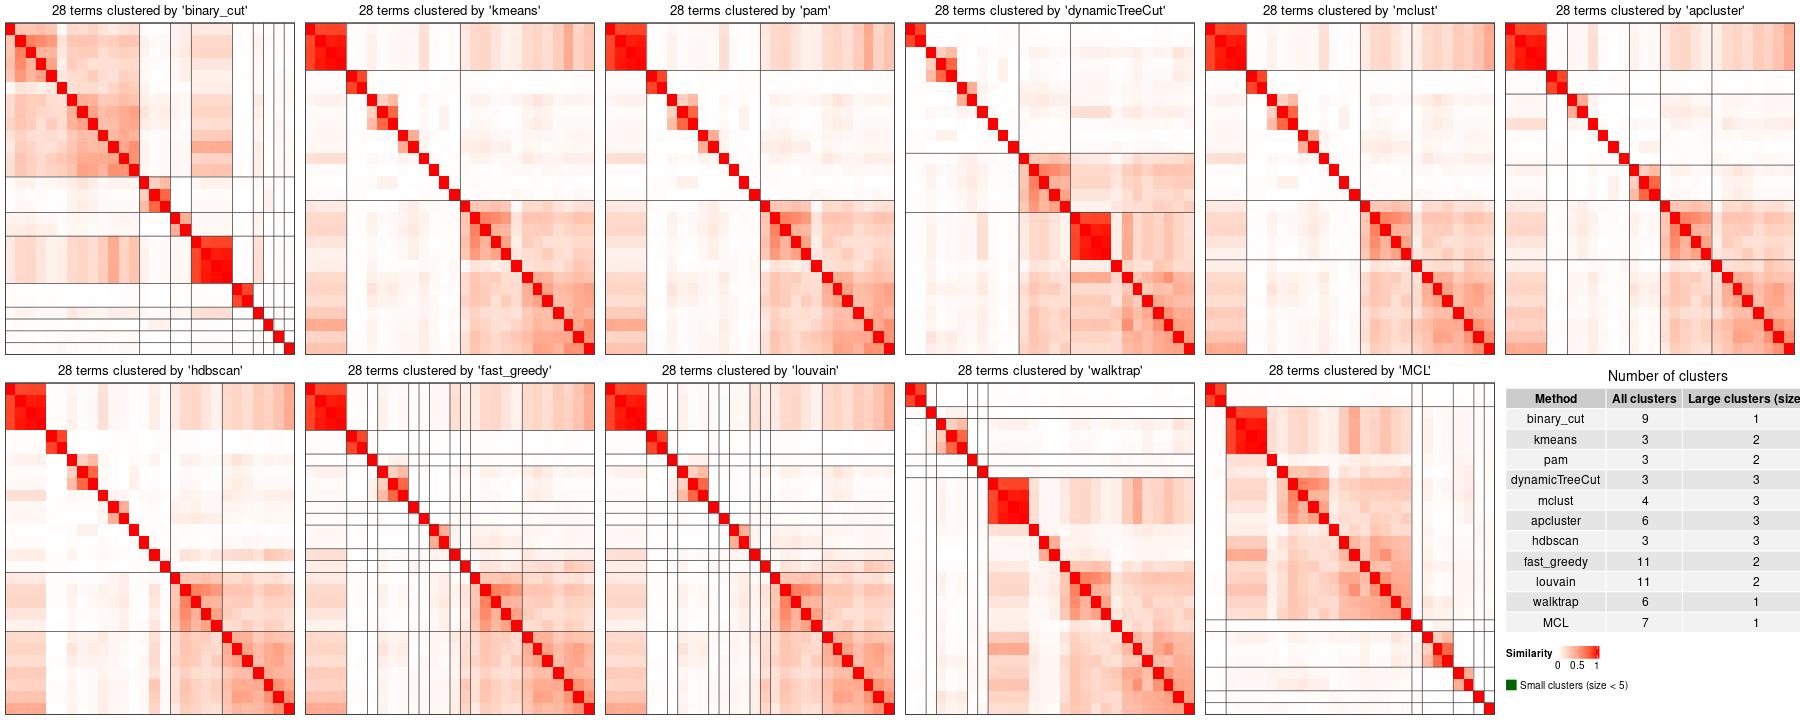 28 terms clustered by 'binary_cut'
28 terms clustered by 'kmeans'
28 terms clustered by 'pam'
28 terms clustered by 'dynamicTreeCut'
28 terms clustered by 'mclust'
28 terms clustered by 'apcluster'
28 terms clustered by 'hdbscan'
28 terms clustered by 'fast_greedy'
28 terms clustered by 'louvain'
28 terms clustered by 'walktrap'
28 terms clustered by 'MCL'
Number of clusters
Method All clusters Large clusters (size
binary_cut 9 1
kmeans 3 2
pam 3 2
dynamicTreeCut 3 3
mclust 4 3
apcluster 6 3
hdbscan 3 3
fast_greedy 11 2
louvain 11 2
walktrap 6 1
MCL 7 1
Similarity
0 0.5 1
Small clusters (size < 5)